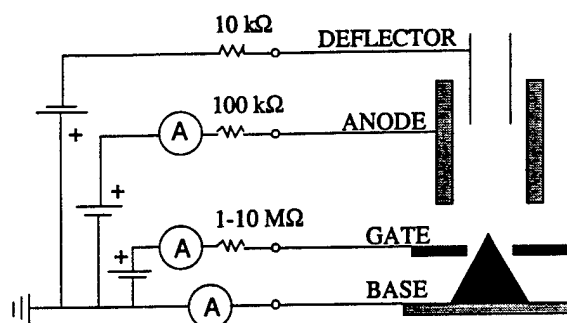 10 kΩ DEFLECTOR
+
100 kΩ
A ANODE
+
1-10 MΩ
+ A GATE
A BASE